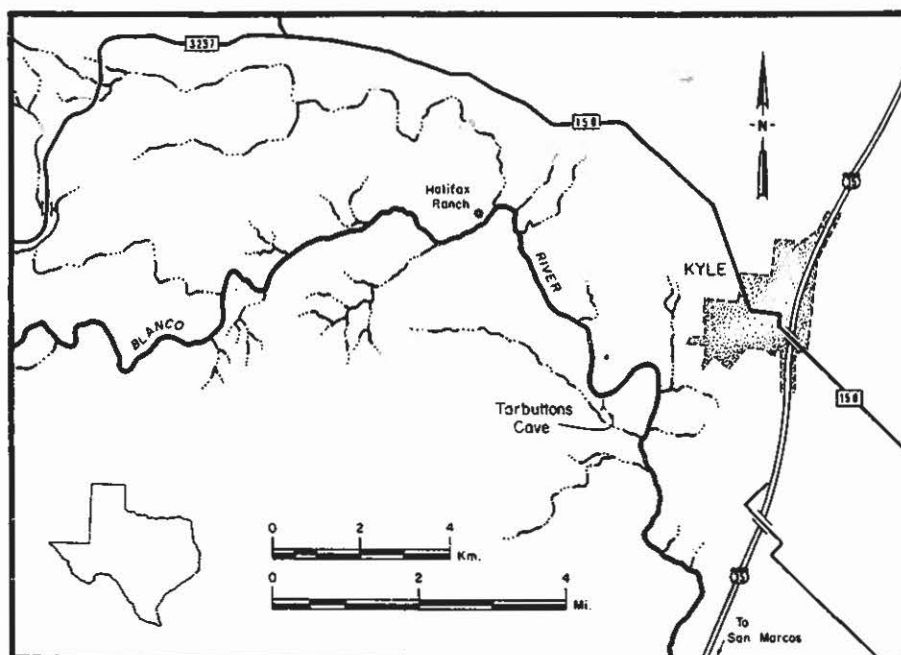 3237
150
-N-
35
Halifax
Ranch
KYLE
RIVER
BLANCO
150
Tarbuttons
Cave
0 2 4
Km.
0 2 4
Mi.
35
To
San Marcos